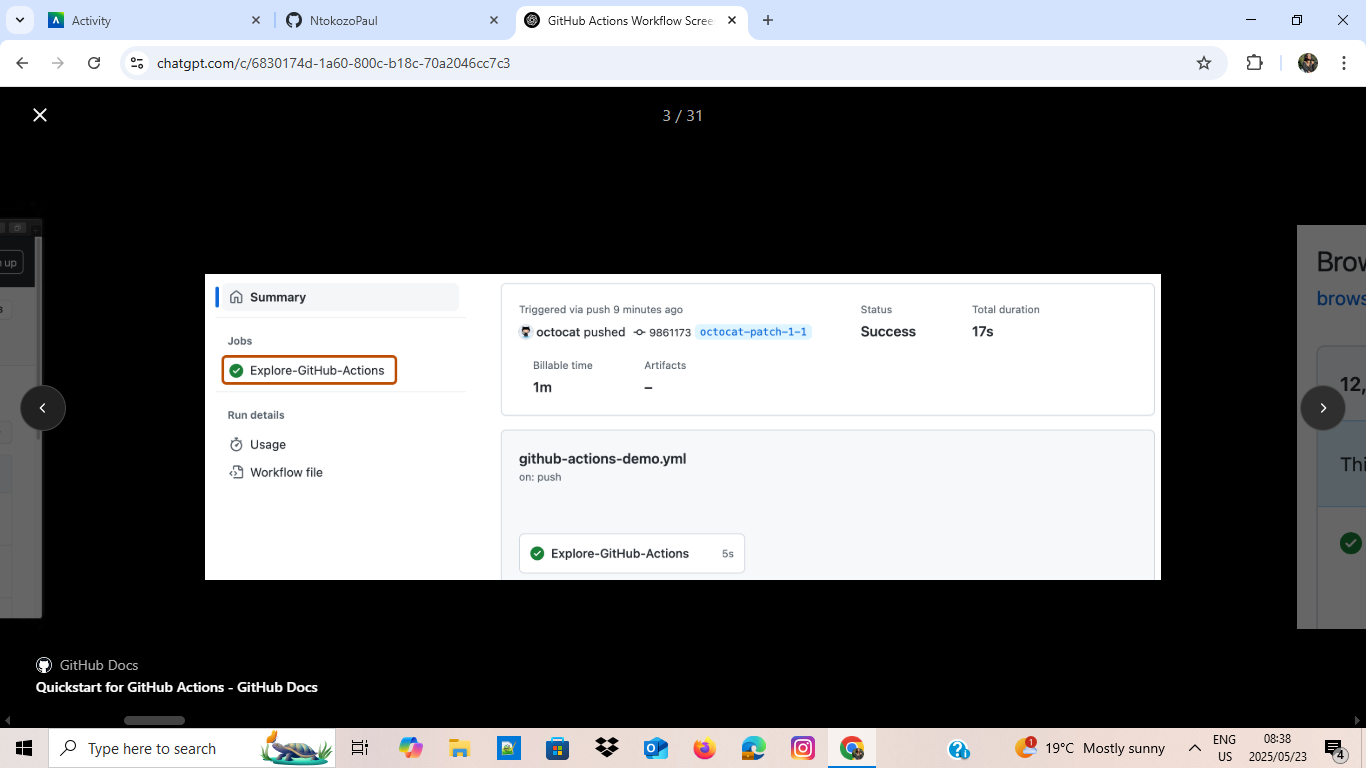 Activity
NtokozoPaul
GitHub Actions Workflow Scree
chatgpt.com/c/6830174d-1a60-800c-b18c-70a2046cc7c3
3 / 31
up
Summary
Jobs
Explore-GitHub-Actions
Run details
Usage
Workflow file
Triggered via push 9 minutes ago
octocat pushed 9861173 octocat-patch-1-1
Status
Success
Total duration
17s
Billable time
1m
Artifacts
–
github-actions-demo.yml
on: push
Explore-GitHub-Actions 5s
Brow
brows
12,
Thi
GitHub Docs
Quickstart for GitHub Actions - GitHub Docs
Type here to search
1
19°C Mostly sunny
ENG
US
08:38
2025/05/23
4